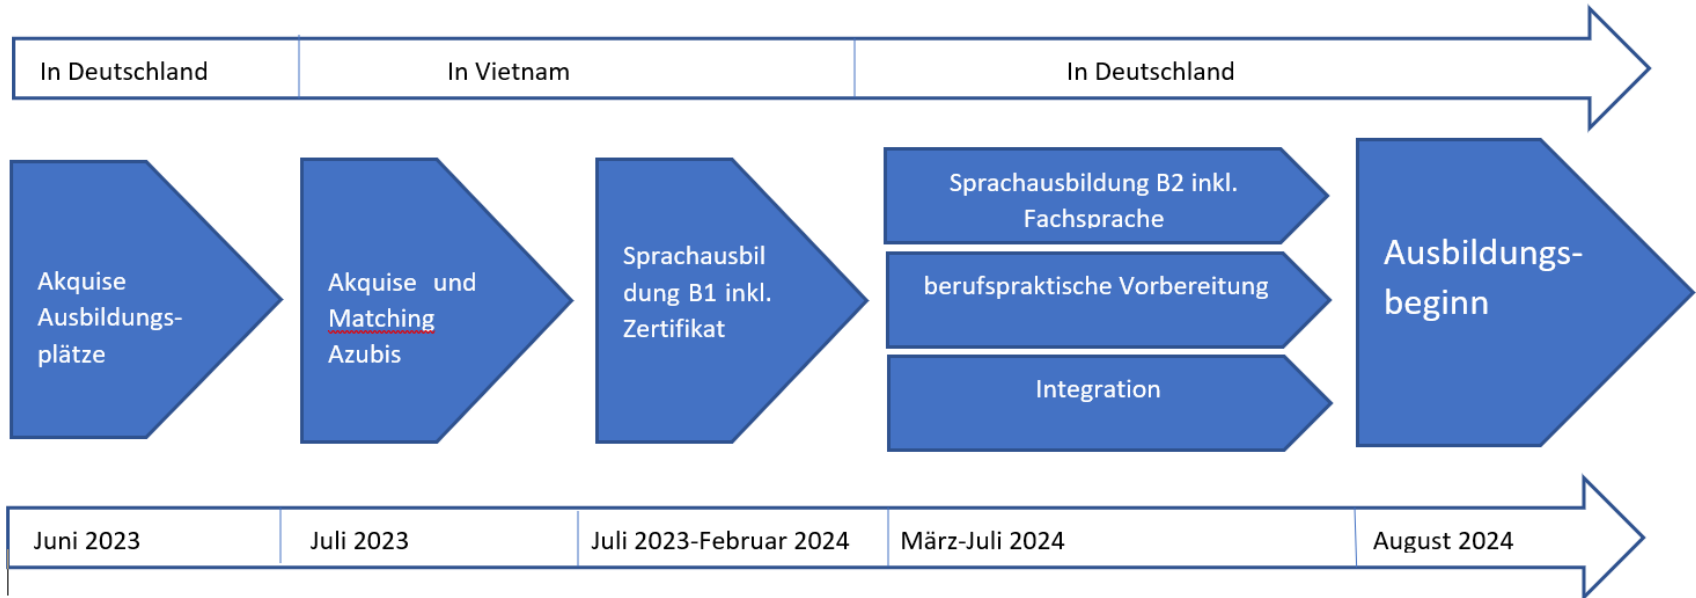 In Deutschland
In Vietnam
In Deutschland
Akquise
Ausbildungs-
plätze
Akquise und
Matching
Azubis
Sprachausbil
dung B1 inkl.
Zertifikat
Sprachausbildung B2 inkl.
Fachsprache
berufspraktische Vorbereitung
Integration
Ausbildungs-
beginn
Juni 2023
Juli 2023
Juli 2023-Februar 2024
März-Juli 2024
August 2024